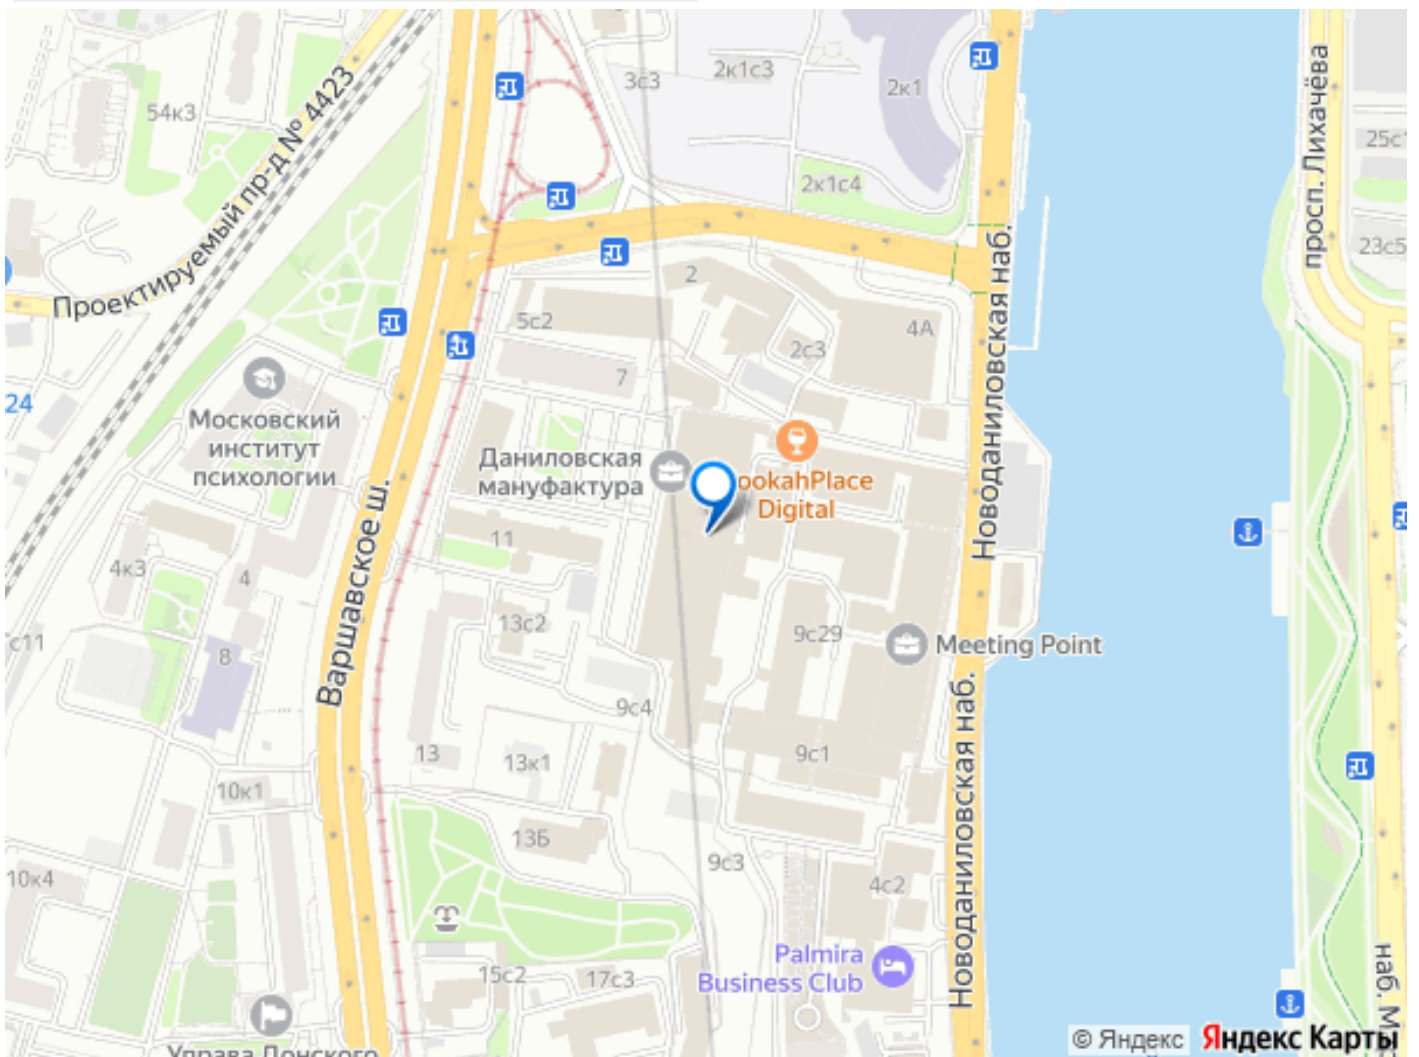 3с3
2к1с3
2к1
54к3
Проектируемый пр-д № 4423
просп. Лихачёва
25с1
2к1с4
23с5
2
5с2
4А
2с3
7
24
Московский
институт
психологии
Даниловская
мануфактура
ookahPlace
Digital
Новоданиловская наб.
Варшавское ш.
11
4к3
4
13с2
9с29
Meeting Point
с11
8
9с4
13
13к1
9с1
10к1
13Б
9с3
10к4
4с2
Новоданиловская наб.
Palmira
Business Club
15с2
17с3
наб. М
Управа Донского
© Яндекс
Яндекс Карты